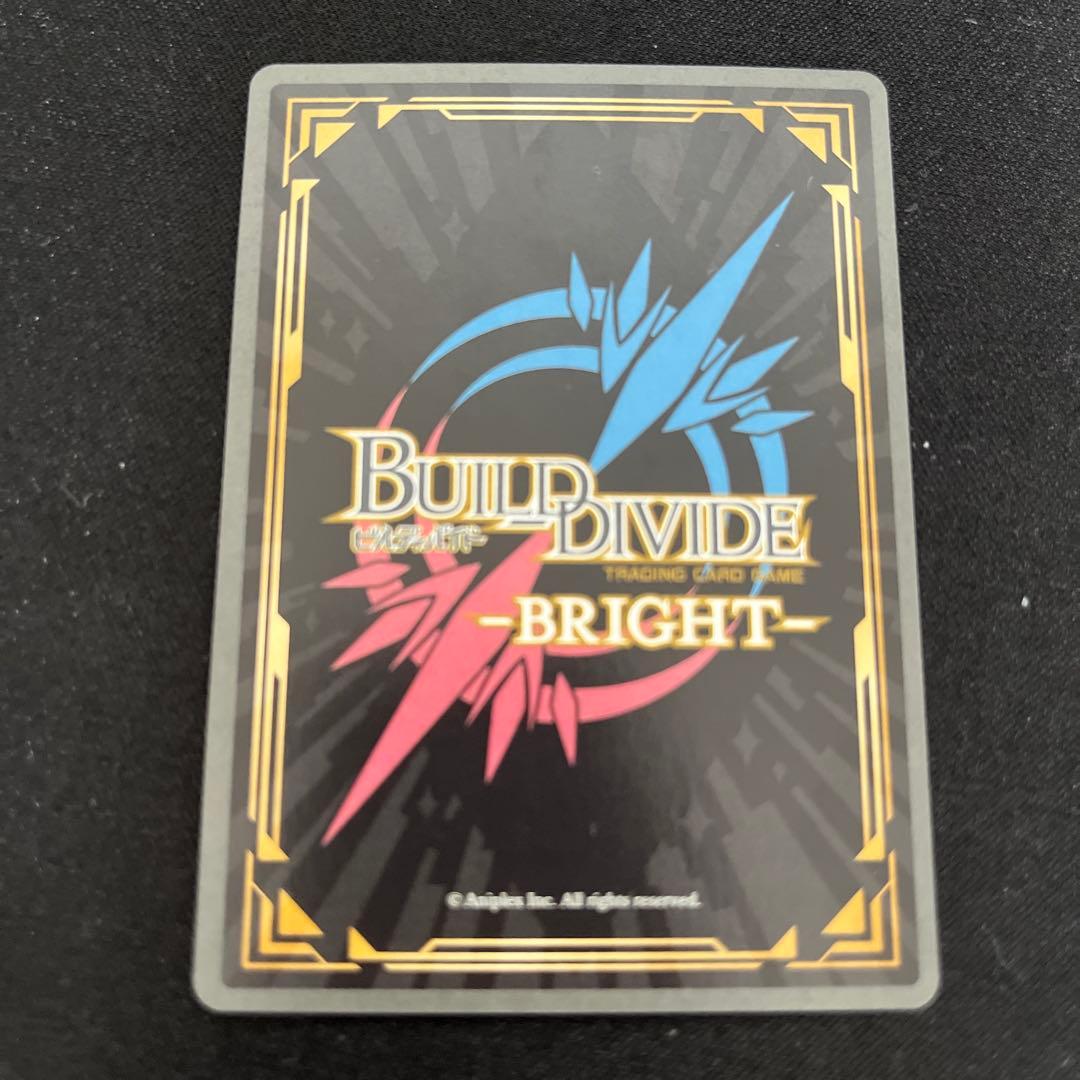 BUILD DIVIDE
ビルディバイド
TRADING CARD GAME
-BRIGHT-
© Aniplex Inc. All rights reserved.